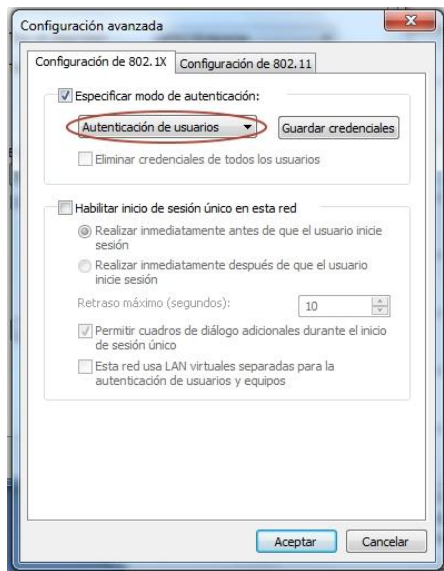 Configuración avanzada
Configuración de 802.1X
Configuración de 802.11
Especificar modo de autenticación:
Autenticación de usuarios
Guardar credenciales
Eliminar credenciales de todos los usuarios
Habilitar inicio de sesión único en esta red
Realizar inmediatamente antes de que el usuario inicie
sesión
Realizar inmediatamente después de que el usuario
inicie sesión
Retraso máximo (segundos):
10
Permitir cuadros de diálogo adicionales durante el inicio
de sesión único
Esta red usa LAN virtuales separadas para la
autenticación de usuarios y equipos
Aceptar
Cancelar